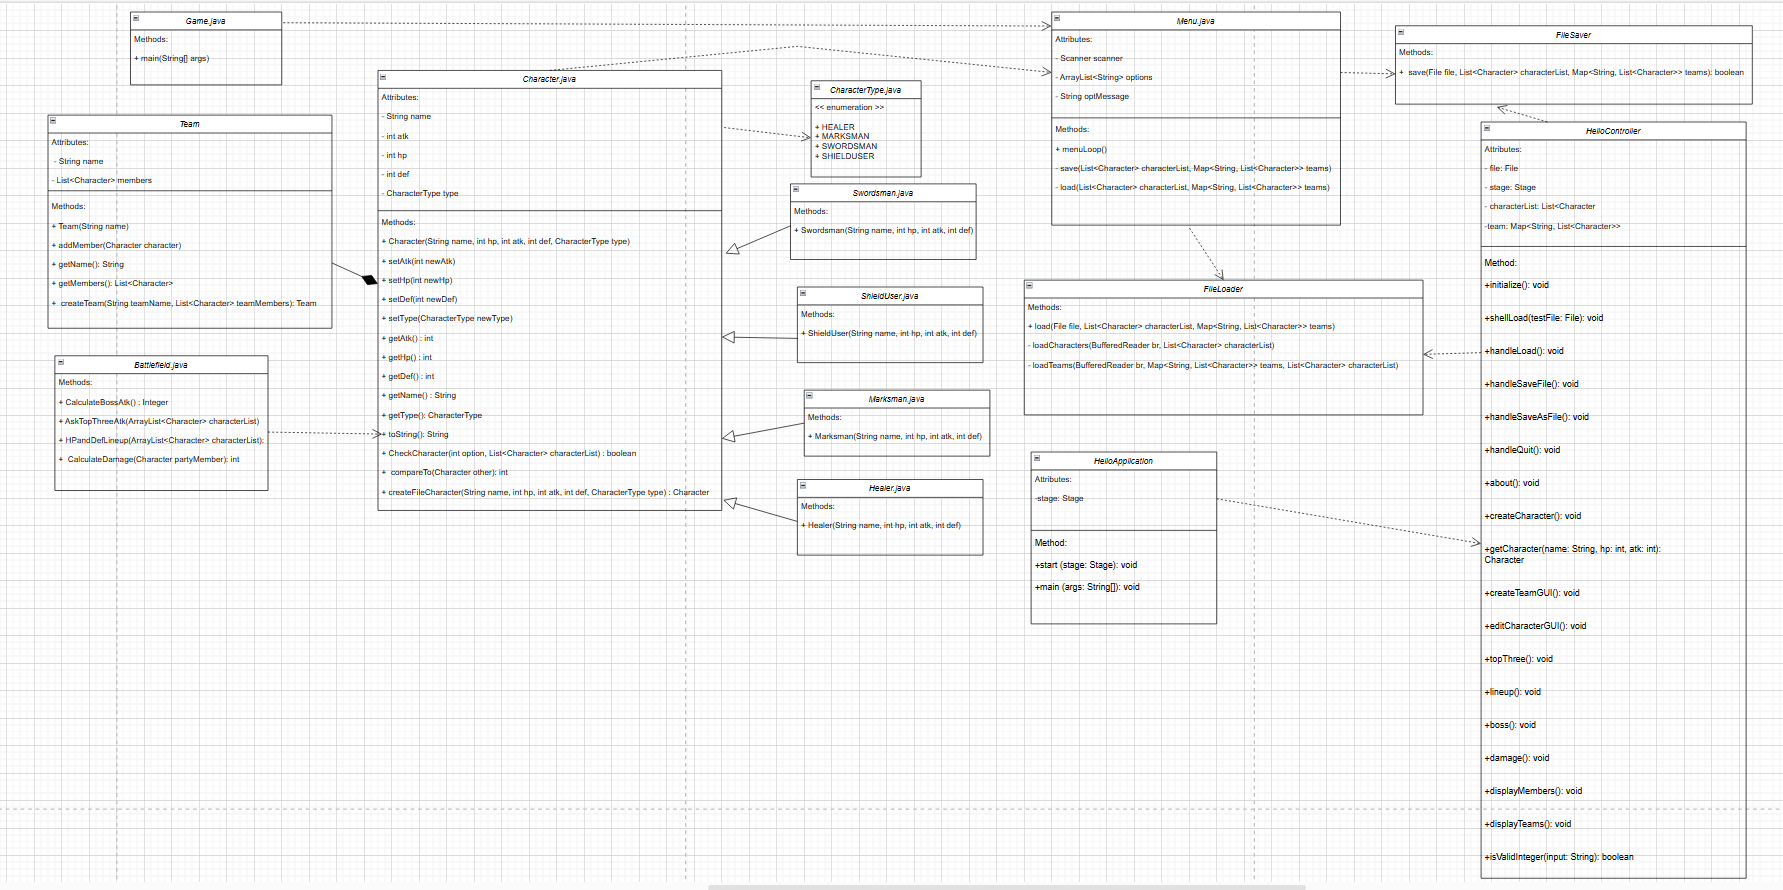 Game.java
Methods:
+ main(String[] args)
Team
Attributes:
- String name
- List<Character> members
Methods:
+ Team(String name)
+ addMember(Character character)
+ getName(): String
+ getMembers(): List<Character>
+ createTeam(String teamName, List<Character> teamMembers): Team
Battlefield.java
Methods:
+ CalculateBossAtk() : Integer
+ AskTopThreeAtk(ArrayList<Character> characterList)
+ HPandDefLineup(ArrayList<Character> characterList):
+ CalculateDamage(Character partyMember): int
Character.java
Attributes:
- String name
- int atk
- int hp
- int def
- CharacterType type
Methods:
+ Character(String name, int hp, int atk, int def, CharacterType type)
+ setAtk(int newAtk)
+ setHp(int newHp)
+ setDef(int newDef)
+ setType(CharacterType newType)
+ getAtk() : int
+ getHp() : int
+ getDef() : int
+ getName() : String
+ getType(): CharacterType
+ toString(): String
+ CheckCharacter(int option, List<Character> characterList) : boolean
+ compareTo(Character other): int
+ createFileCharacter(String name, int hp, int atk, int def, CharacterType type) : Character
CharacterType.java
<< enumeration >>
+ HEALER
+ MARKSMAN
+ SWORDSMAN
+ SHIELDUSER
Swordsman.java
Methods:
+ Swordsman(String name, int hp, int atk, int def)
ShieldUser.java
Methods:
+ ShieldUser(String name, int hp, int atk, int def)
Marksman.java
Methods:
+ Marksman(String name, int hp, int atk, int def)
Healer.java
Methods:
+ Healer(String name, int hp, int atk, int def)
Menu.java
Attributes:
- Scanner scanner
- ArrayList<String> options
- String optMessage
Methods:
+ menuLoop()
- save(List<Character> characterList, Map<String, List<Character>> teams)
- load(List<Character> characterList, Map<String, List<Character>> teams)
FileLoader
Methods:
+ load(File file, List<Character> characterList, Map<String, List<Character>> teams)
- loadCharacters(BufferedReader br, List<Character> characterList)
- loadTeams(BufferedReader br, Map<String, List<Character>> teams, List<Character> characterList)
HelloApplication
Attributes:
-stage: Stage
Method:
+start (stage: Stage): void
+main (args: String[]): void
FileSaver
Methods:
+ save(File file, List<Character> characterList, Map<String, List<Character>> teams): boolean
HelloController
Attributes:
- file: File
- stage: Stage
- characterList: List<Character
-team: Map<String, List<Character>>
Method:
+initialize(): void
+shellLoad(testFile: File): void
+handleLoad(): void
+handleSaveFile(): void
+handleSaveAsFile(): void
+handleQuit(): void
+about(): void
+createCharacter(): void
+getCharacter(name: String, hp: int, atk: int):
Character
+createTeamGUI(): void
+editCharacterGUI(): void
+topThree(): void
+lineup(): void
+boss(): void
+damage(): void
+displayMembers(): void
+displayTeams(): void
+isValidInteger(input: String): boolean